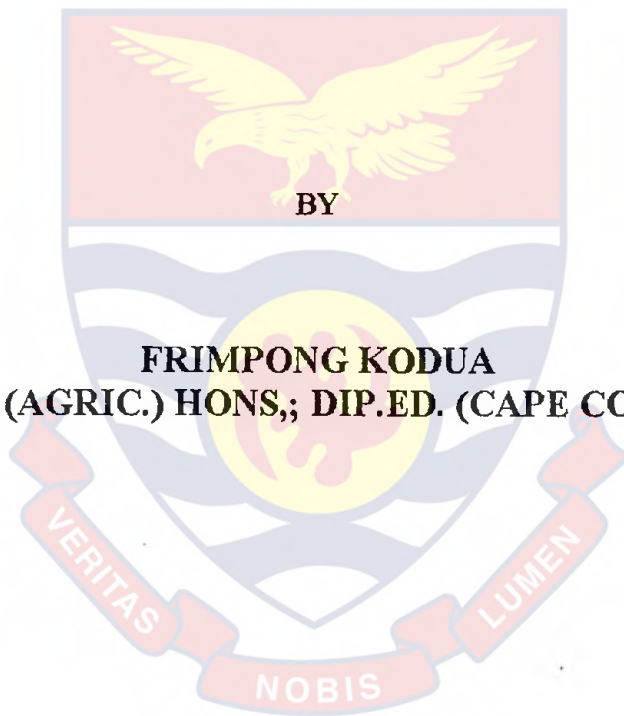 BY
FRIMPONG KODUA
(AGRIC.) HONS,; DIP.ED. (CAPE CO
VERITAS
NOBIS
LUMEN